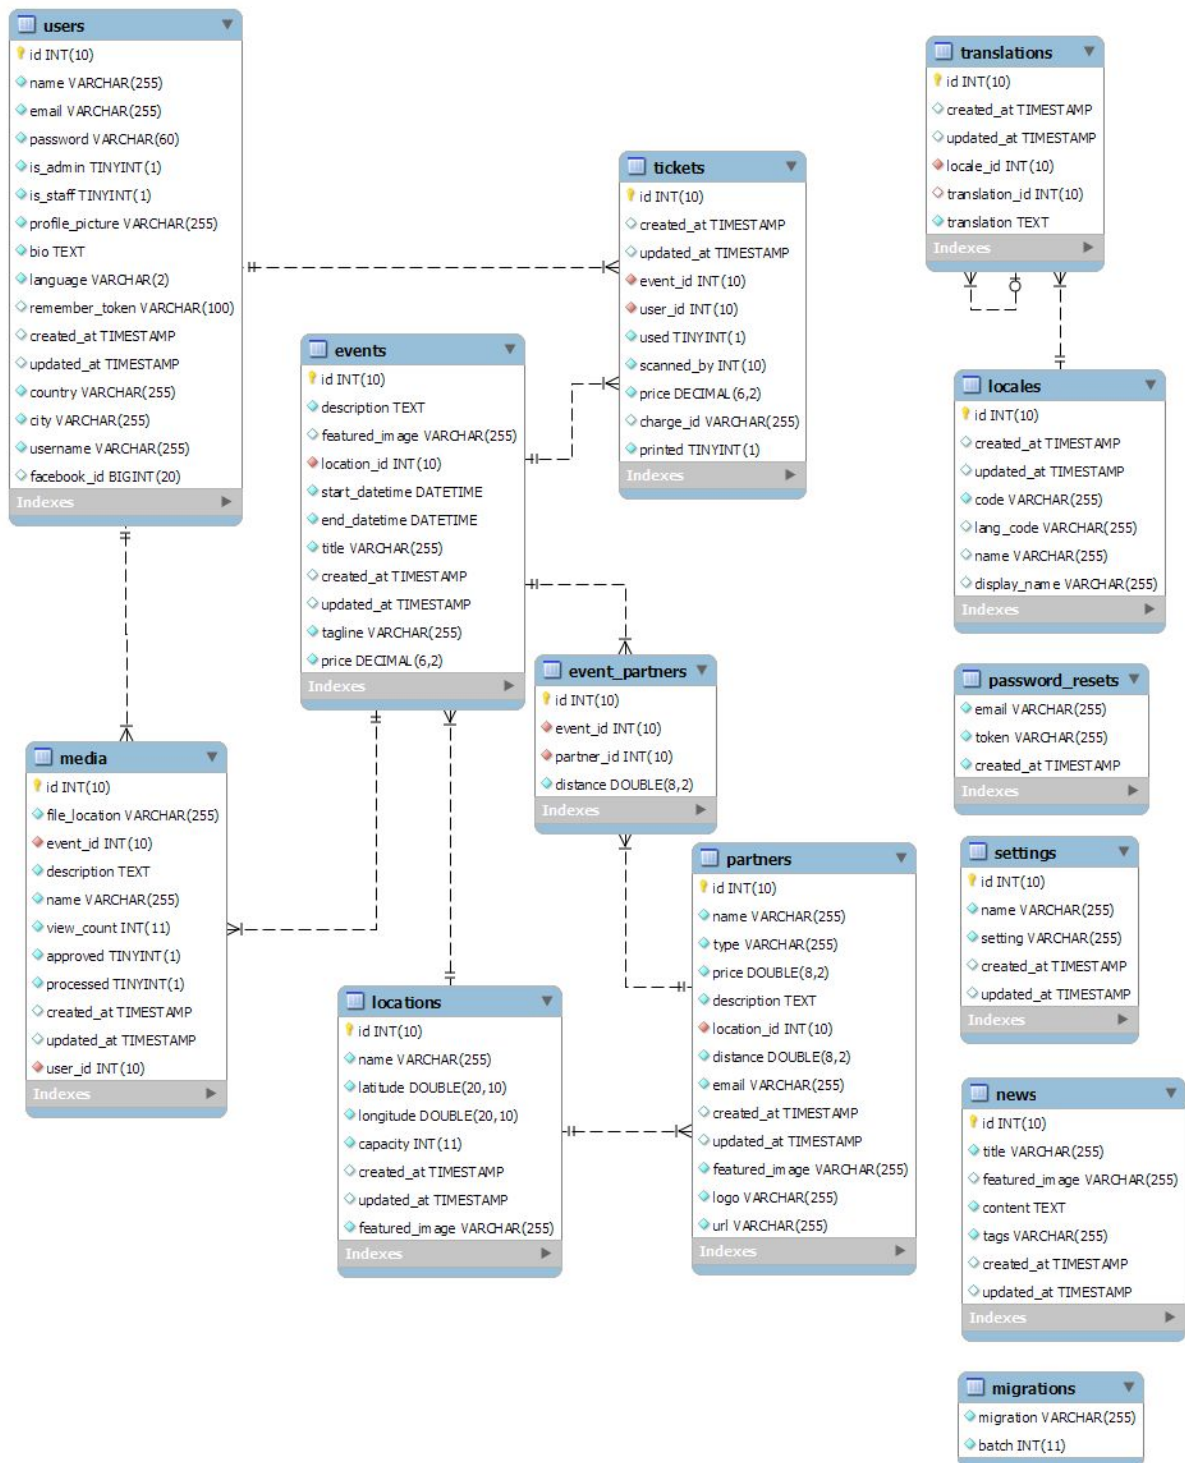 users
id INT(10)
name VARCHAR(255)
email VARCHAR(255)
password VARCHAR(60)
is_admin TINYINT(1)
is_staff TINYINT(1)
profile_picture VARCHAR(255)
bio TEXT
language VARCHAR(2)
remember_token VARCHAR(100)
created_at TIMESTAMP
updated_at TIMESTAMP
country VARCHAR(255)
city VARCHAR(255)
username VARCHAR(255)
facebook_id BIGINT(20)
Indexes
translations
id INT(10)
created_at TIMESTAMP
updated_at TIMESTAMP
locale_id INT(10)
translation_id INT(10)
translation TEXT
Indexes
tickets
id INT(10)
created_at TIMESTAMP
updated_at TIMESTAMP
event_id INT(10)
user_id INT(10)
used TINYINT(1)
scanned_by INT(10)
price DECIMAL(6,2)
charge_id VARCHAR(255)
printed TINYINT(1)
Indexes
events
id INT(10)
description TEXT
featured_image VARCHAR(255)
location_id INT(10)
start_datetime DATETIME
end_datetime DATETIME
title VARCHAR(255)
created_at TIMESTAMP
updated_at TIMESTAMP
tagline VARCHAR(255)
price DECIMAL(6,2)
Indexes
locales
id INT(10)
created_at TIMESTAMP
updated_at TIMESTAMP
code VARCHAR(255)
lang_code VARCHAR(255)
name VARCHAR(255)
display_name VARCHAR(255)
Indexes
event_partners
id INT(10)
event_id INT(10)
partner_id INT(10)
distance DOUBLE(8,2)
Indexes
password_resets
email VARCHAR(255)
token VARCHAR(255)
created_at TIMESTAMP
Indexes
media
id INT(10)
file_location VARCHAR(255)
event_id INT(10)
description TEXT
name VARCHAR(255)
view_count INT(11)
approved TINYINT(1)
processed TINYINT(1)
created_at TIMESTAMP
updated_at TIMESTAMP
user_id INT(10)
Indexes
partners
id INT(10)
name VARCHAR(255)
type VARCHAR(255)
price DOUBLE(8,2)
description TEXT
location_id INT(10)
distance DOUBLE(8,2)
email VARCHAR(255)
created_at TIMESTAMP
updated_at TIMESTAMP
featured_image VARCHAR(255)
logo VARCHAR(255)
url VARCHAR(255)
Indexes
settings
id INT(10)
name VARCHAR(255)
setting VARCHAR(255)
created_at TIMESTAMP
updated_at TIMESTAMP
Indexes
locations
id INT(10)
name VARCHAR(255)
latitude DOUBLE(20,10)
longitude DOUBLE(20,10)
capacity INT(11)
created_at TIMESTAMP
updated_at TIMESTAMP
featured_image VARCHAR(255)
Indexes
news
id INT(10)
title VARCHAR(255)
featured_image VARCHAR(255)
content TEXT
tags VARCHAR(255)
created_at TIMESTAMP
updated_at TIMESTAMP
Indexes
migrations
migration VARCHAR(255)
batch INT(11)